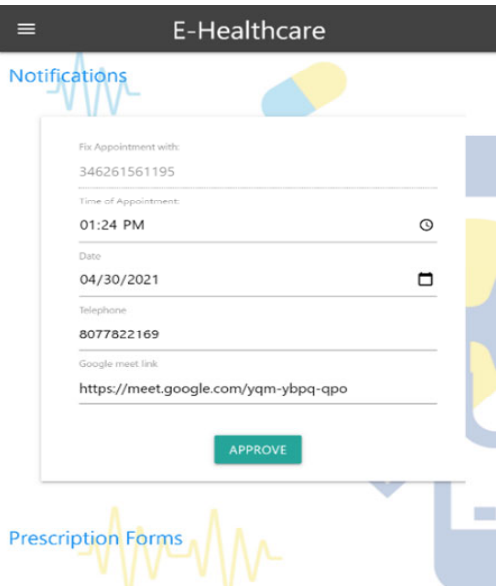 E-Healthcare
Notifications
Fix Appointment with:
346261561195
Time of Appointment:
01:24 PM
Date
04/30/2021
Telephone
8077822169
Google meet link
https://meet.google.com/yqm-ybpq-qpo
APPROVE
Prescription Forms